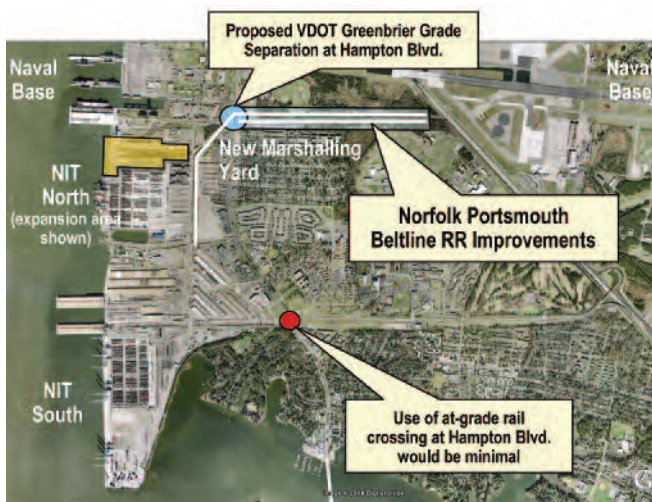 Proposed VDOT Greenbrier Grade
Separation at Hampton Blvd.
Naval
Base
Naval
Base
New Marshalling
Yard
NIT
North
(expansion area
shown)
Norfolk Portsmouth
Beltline RR Improvements
NIT
South
Use of at-grade rail
crossing at Hampton Blvd.
would be minimal